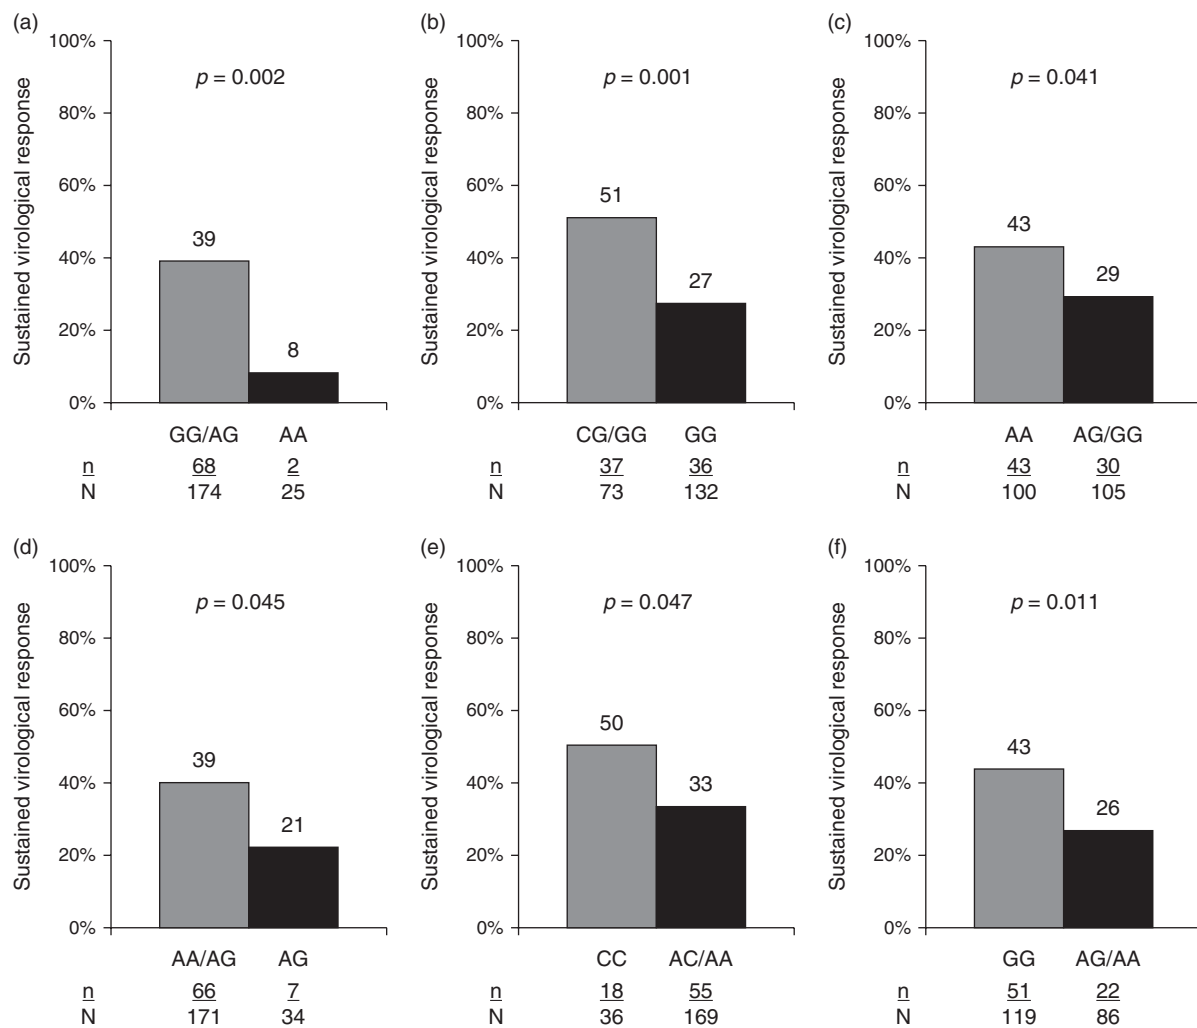 (a)
100%
80%
60%
40%
20%
0%
Sustained virological response
p = 0.002
39
8
GG/AG AA
n 68 2
N 174 25
(b)
100%
80%
60%
40%
20%
0%
Sustained virological response
p = 0.001
51
27
CG/GG GG
n 37 36
N 73 132
(c)
100%
80%
60%
40%
20%
0%
Sustained virological response
p = 0.041
43
29
AA AG/GG
n 43 30
N 100 105
(d)
100%
80%
60%
40%
20%
0%
Sustained virological response
p = 0.045
39
21
AA/AG AG
n 66 7
N 171 34
(e)
100%
80%
60%
40%
20%
0%
Sustained virological response
p = 0.047
50
33
CC AC/AA
n 18 55
N 36 169
(f)
100%
80%
60%
40%
20%
0%
Sustained virological response
p = 0.011
43
26
GG AG/AA
n 51 22
N 119 86